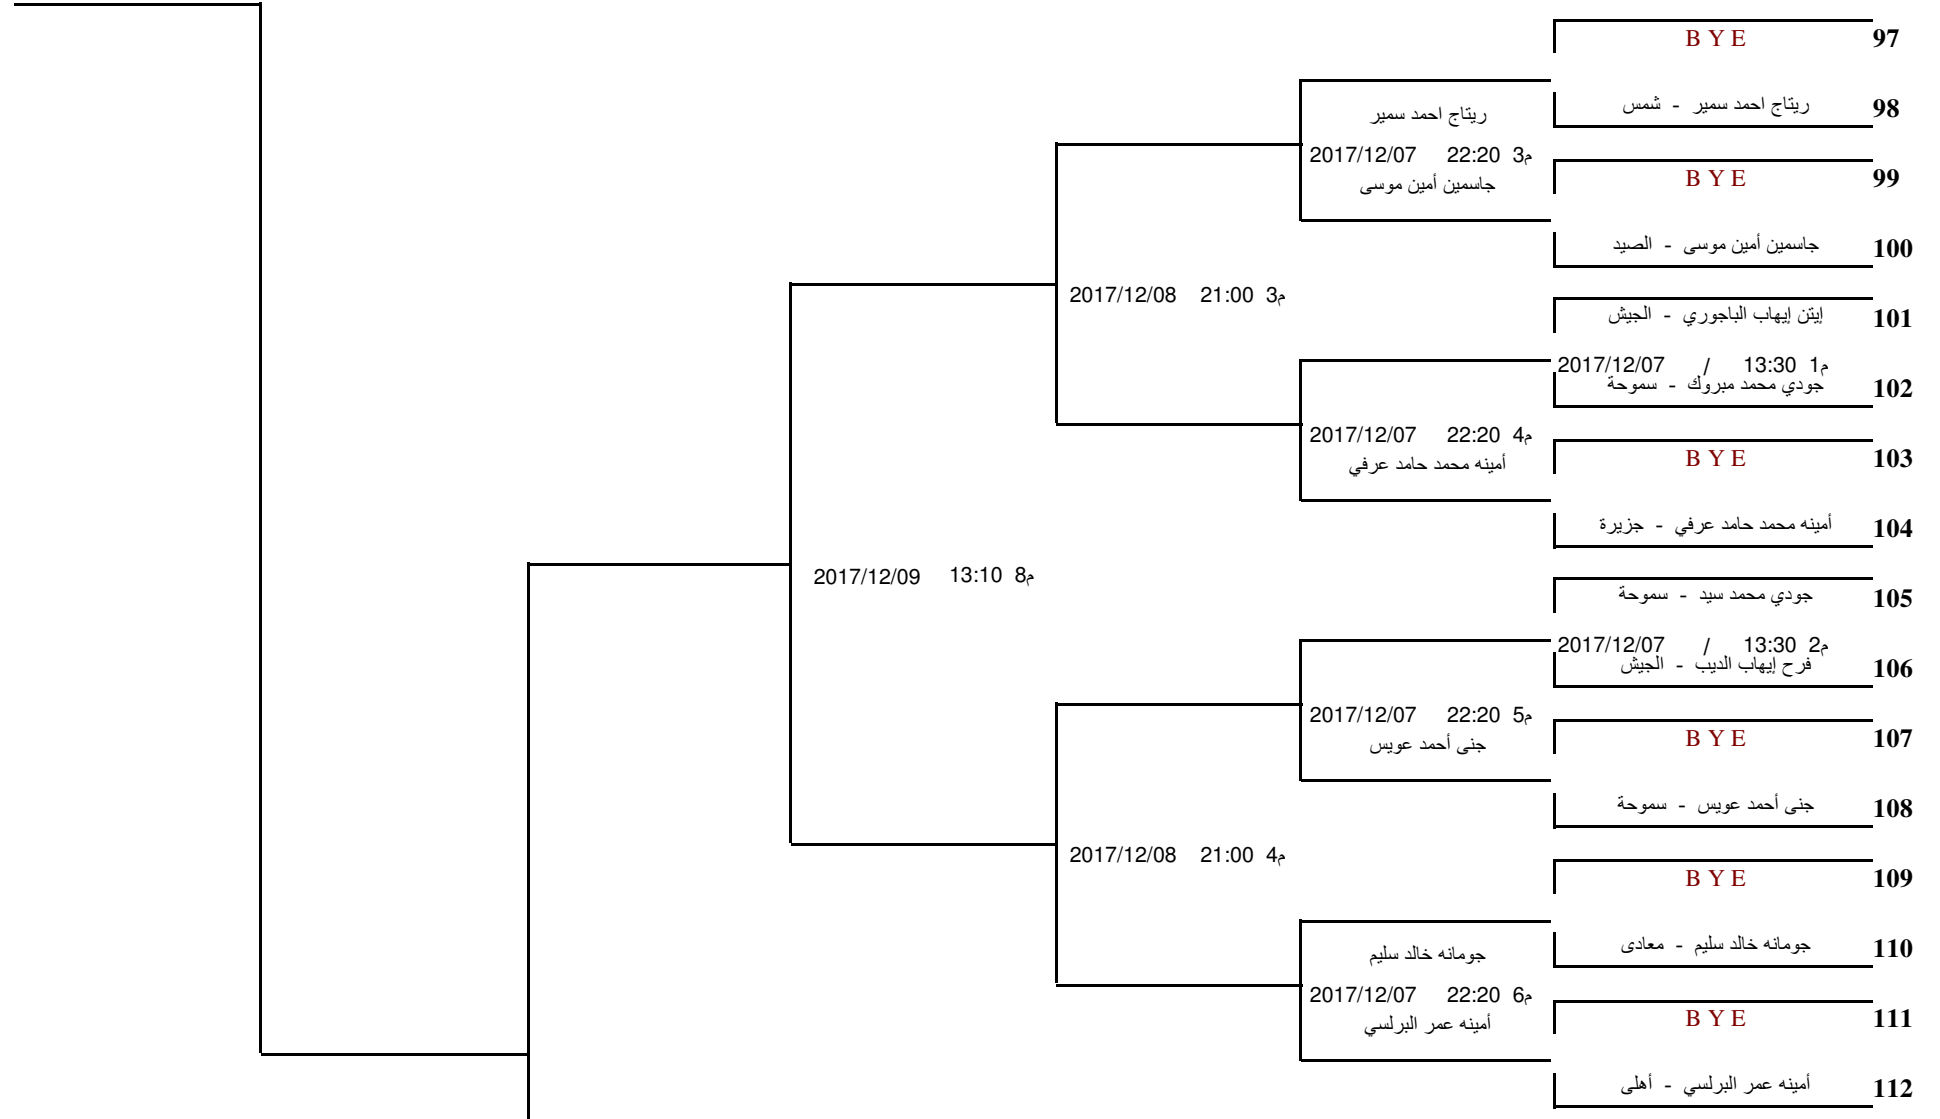 B Y E 97
ريتاج احمد سمير - شمس 98
ريتاج احمد سمير
2017/12/07 22:20 م3
جاسمين أمين موسى
B Y E 99
جاسمين أمين موسى - الصيد 100
2017/12/08 21:00 م3
إيتن إيهاب الباجوري - الجيش 101
2017/12/07 / 13:30 م1
جودي محمد مبروك - سموحة 102
2017/12/07 22:20 م4
أمينه محمد حامد عرفي
B Y E 103
أمينه محمد حامد عرفي - جزيرة 104
2017/12/09 13:10 م8
جودي محمد سيد - سموحة 105
2017/12/07 / 13:30 م2
فرح إيهاب الديب - الجيش 106
2017/12/07 22:20 م5
جنى أحمد عويس
B Y E 107
جنى أحمد عويس - سموحة 108
2017/12/08 21:00 م4
B Y E 109
جومانه خالد سليم - معادى 110
جومانه خالد سليم
2017/12/07 22:20 م6
أمينه عمر البرلسي
B Y E 111
أمينه عمر البرلسي - أهلى 112